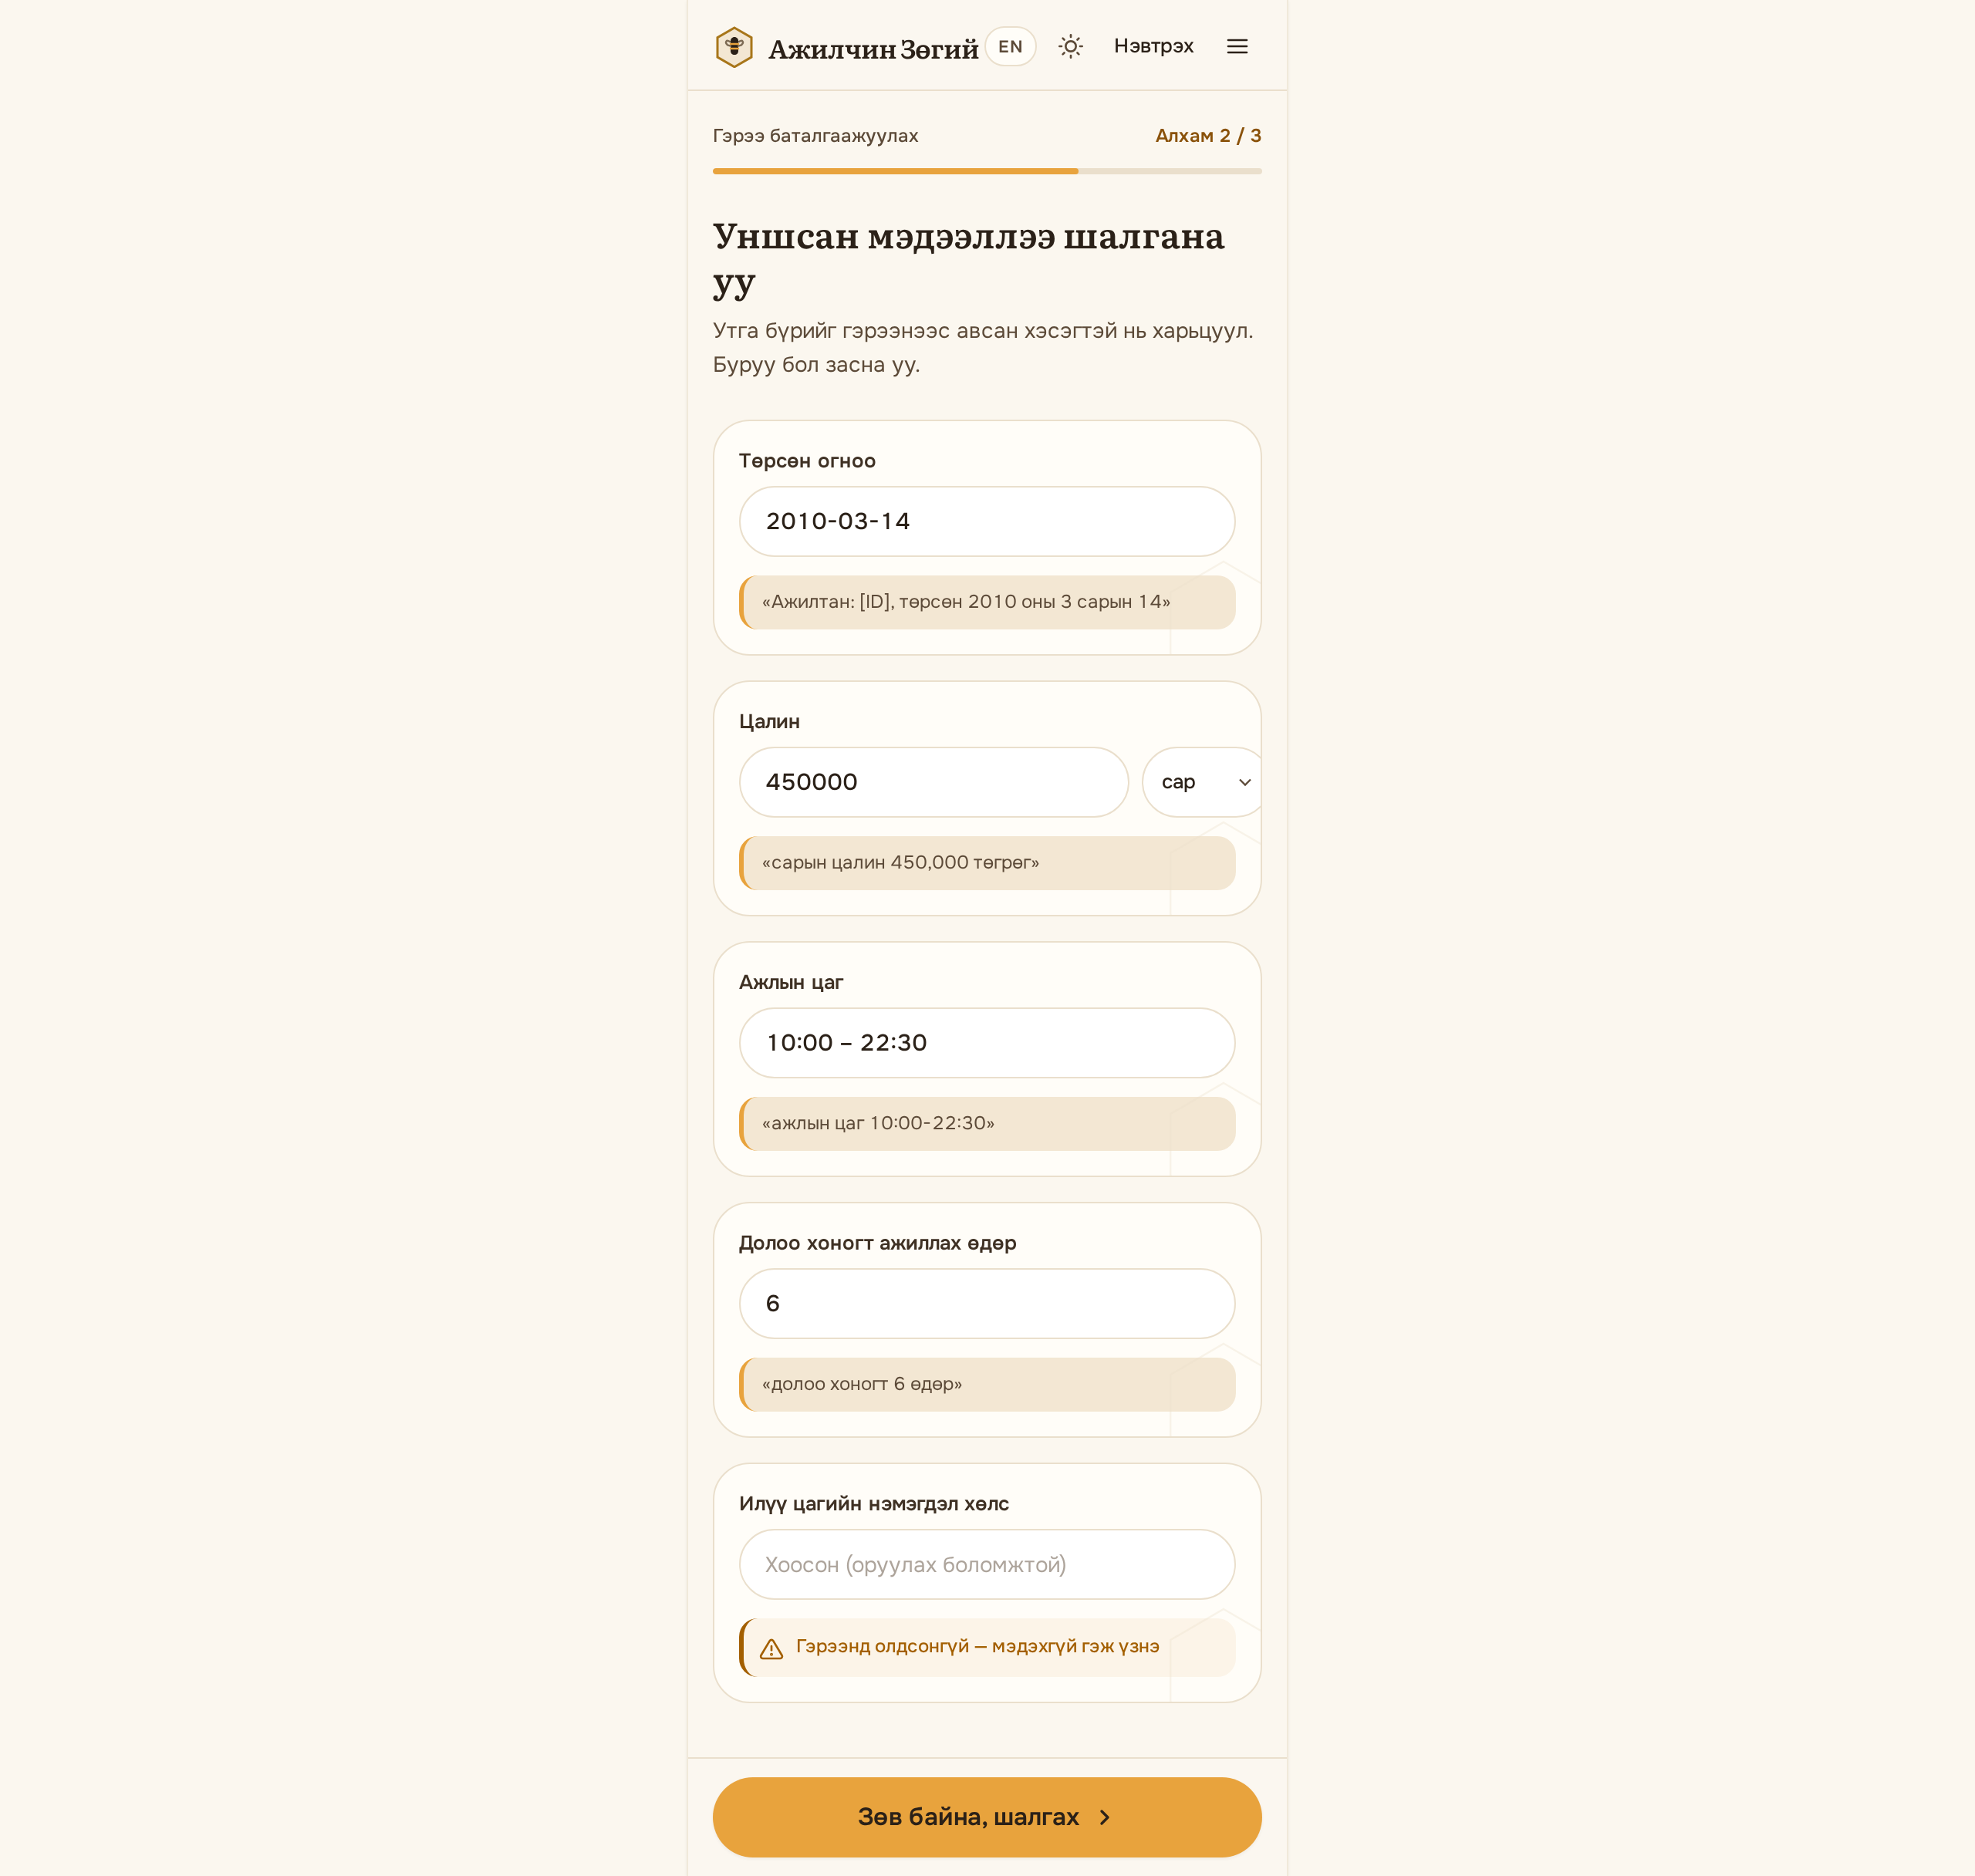 Ажилчин Зөгий EN Нэвтрэх
Гэрээ баталгаажуулах Алхам 2 / 3
Уншсан мэдээллээ шалгана
уу
Утга бүрийг гэрээнээс авсан хэсэгтэй нь харьцуул.
Буруу бол засна уу.
Төрсөн огноо
2010-03-14
«Ажилтан: [ID], төрсөн 2010 оны 3 сарын 14»
Цалин
450000 сар
«сарын цалин 450,000 төгрөг»
Ажлын цаг
10:00 – 22:30
«ажлын цаг 10:00-22:30»
Долоо хоногт ажиллах өдөр
6
«долоо хоногт 6 өдөр»
Илүү цагийн нэмэгдэл хөлс
Хоосон (оруулах боломжтой)
Гэрээнд олдсонгүй — мэдэхгүй гэж үзнэ
Зөв байна, шалгах